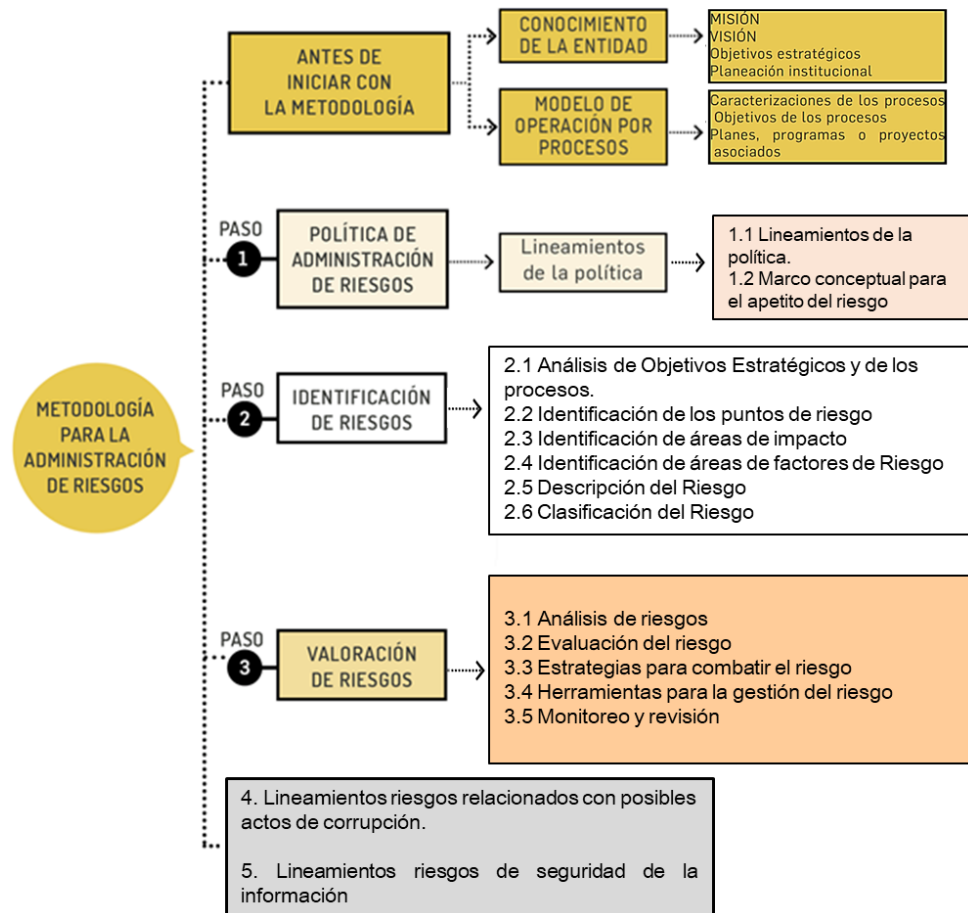 ANTES DE
INICIAR CON
LA METODOLOGÍA
CONOCIMIENTO
DE LA ENTIDAD
MISIÓN
VISIÓN
Objetivos estratégicos
Planeación institucional
MODELO DE
OPERACIÓN POR
PROCESOS
Caracterizaciones de los procesos
Objetivos de los procesos
Planes, programas o proyectos
asociados
PASO
1
POLÍTICA DE
ADMINISTRACIÓN
DE RIESGOS
Lineamientos
de la política
1.1 Lineamientos de la
política.
1.2 Marco conceptual para
el apetito del riesgo
METODOLOGÍA
PARA LA
ADMINISTRACIÓN
DE RIESGOS
PASO
2
IDENTIFICACIÓN
DE RIESGOS
2.1 Análisis de Objetivos Estratégicos y de los
procesos.
2.2 Identificación de los puntos de riesgo
2.3 Identificación de áreas de impacto
2.4 Identificación de áreas de factores de Riesgo
2.5 Descripción del Riesgo
2.6 Clasificación del Riesgo
PASO
3
VALORACIÓN
DE RIESGOS
3.1 Análisis de riesgos
3.2 Evaluación del riesgo
3.3 Estrategias para combatir el riesgo
3.4 Herramientas para la gestión del riesgo
3.5 Monitoreo y revisión
4. Lineamientos riesgos relacionados con posibles
actos de corrupción.
5. Lineamientos riesgos de seguridad de la
información